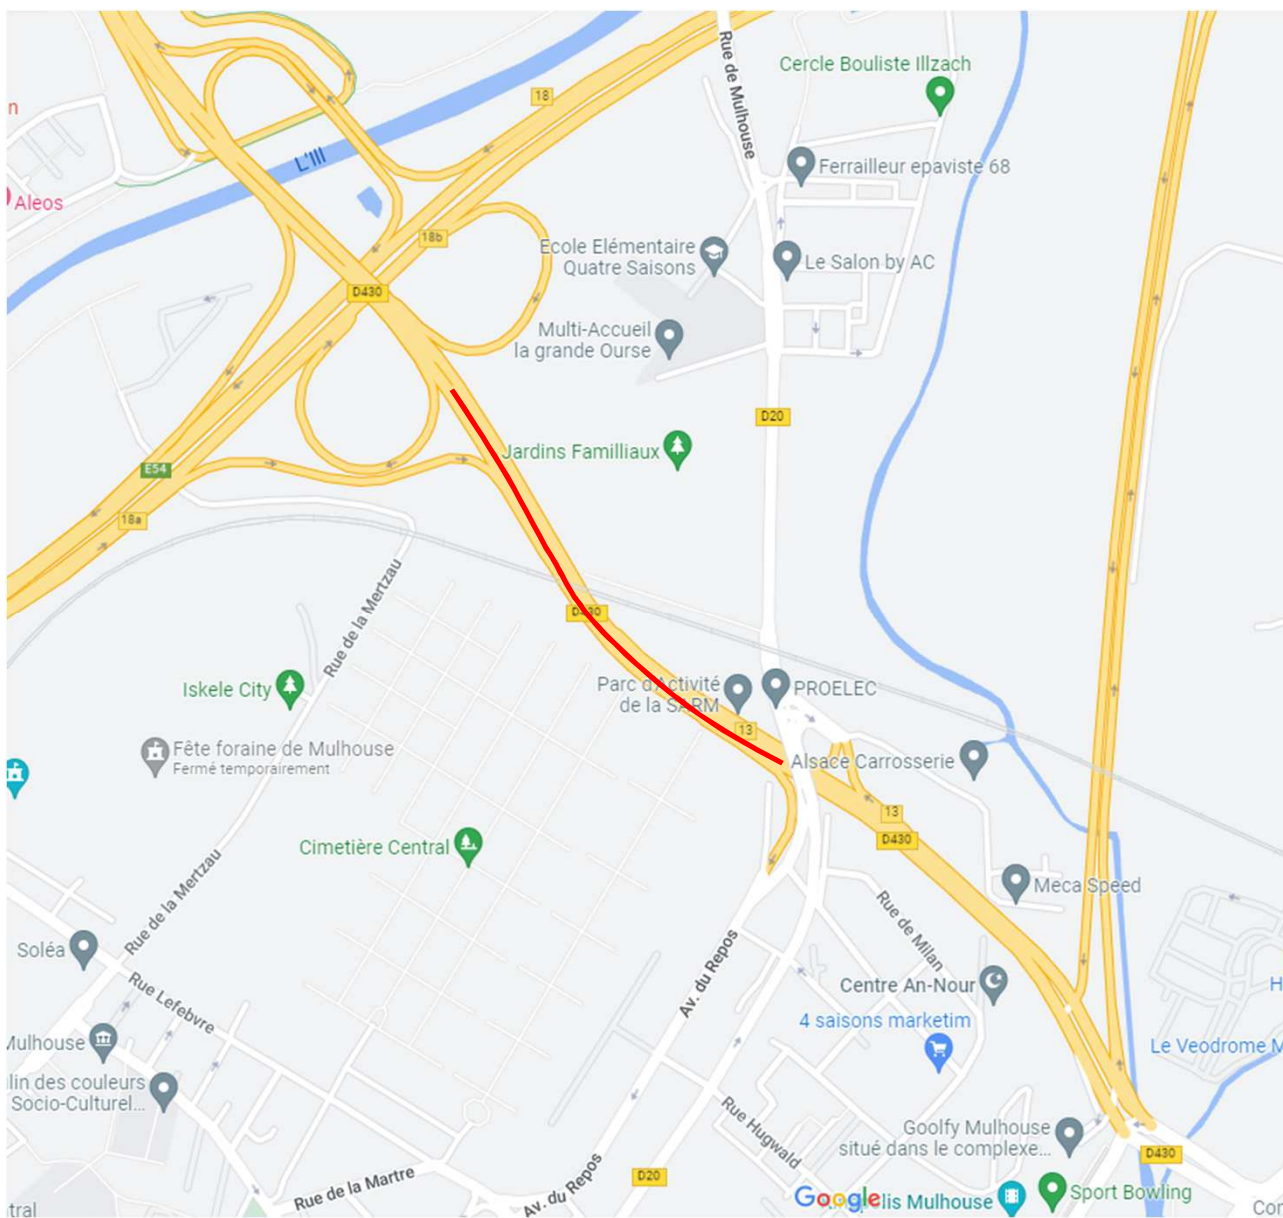 18
Rue de Mulhouse
Cercle Bouliste Illzach
n
L'Ill
Ferrailleur epaviste 68
Aleos
18b
Ecole Elémentaire
Quatre Saisons
Le Salon by AC
D430
Multi-Accueil
la grande Ourse
D20
Jardins Familliaux
E54
18a
Rue de la Mertzau
D430
Parc d'Activité
de la SARM
PROELEC
Iskele City
13
Fête foraine de Mulhouse
Fermé temporairement
Alsace Carrosserie
13
D430
Cimetière Central
Meca Speed
Rue de la Mertzau
Rue de Milan
Soléa
Av. du Repos
Rue Lefebvre
Centre An-Nour
H
4 saisons marketim
Mulhouse
Le Veodrome M
lin des couleurs
Socio-Culturel...
Rue Hugwald
Goolfy Mulhouse
situé dans le complexe...
D430
Rue de la Martre
Av. du Repos
D20
Google
lis Mulhouse
Sport Bowling
tral
Cor